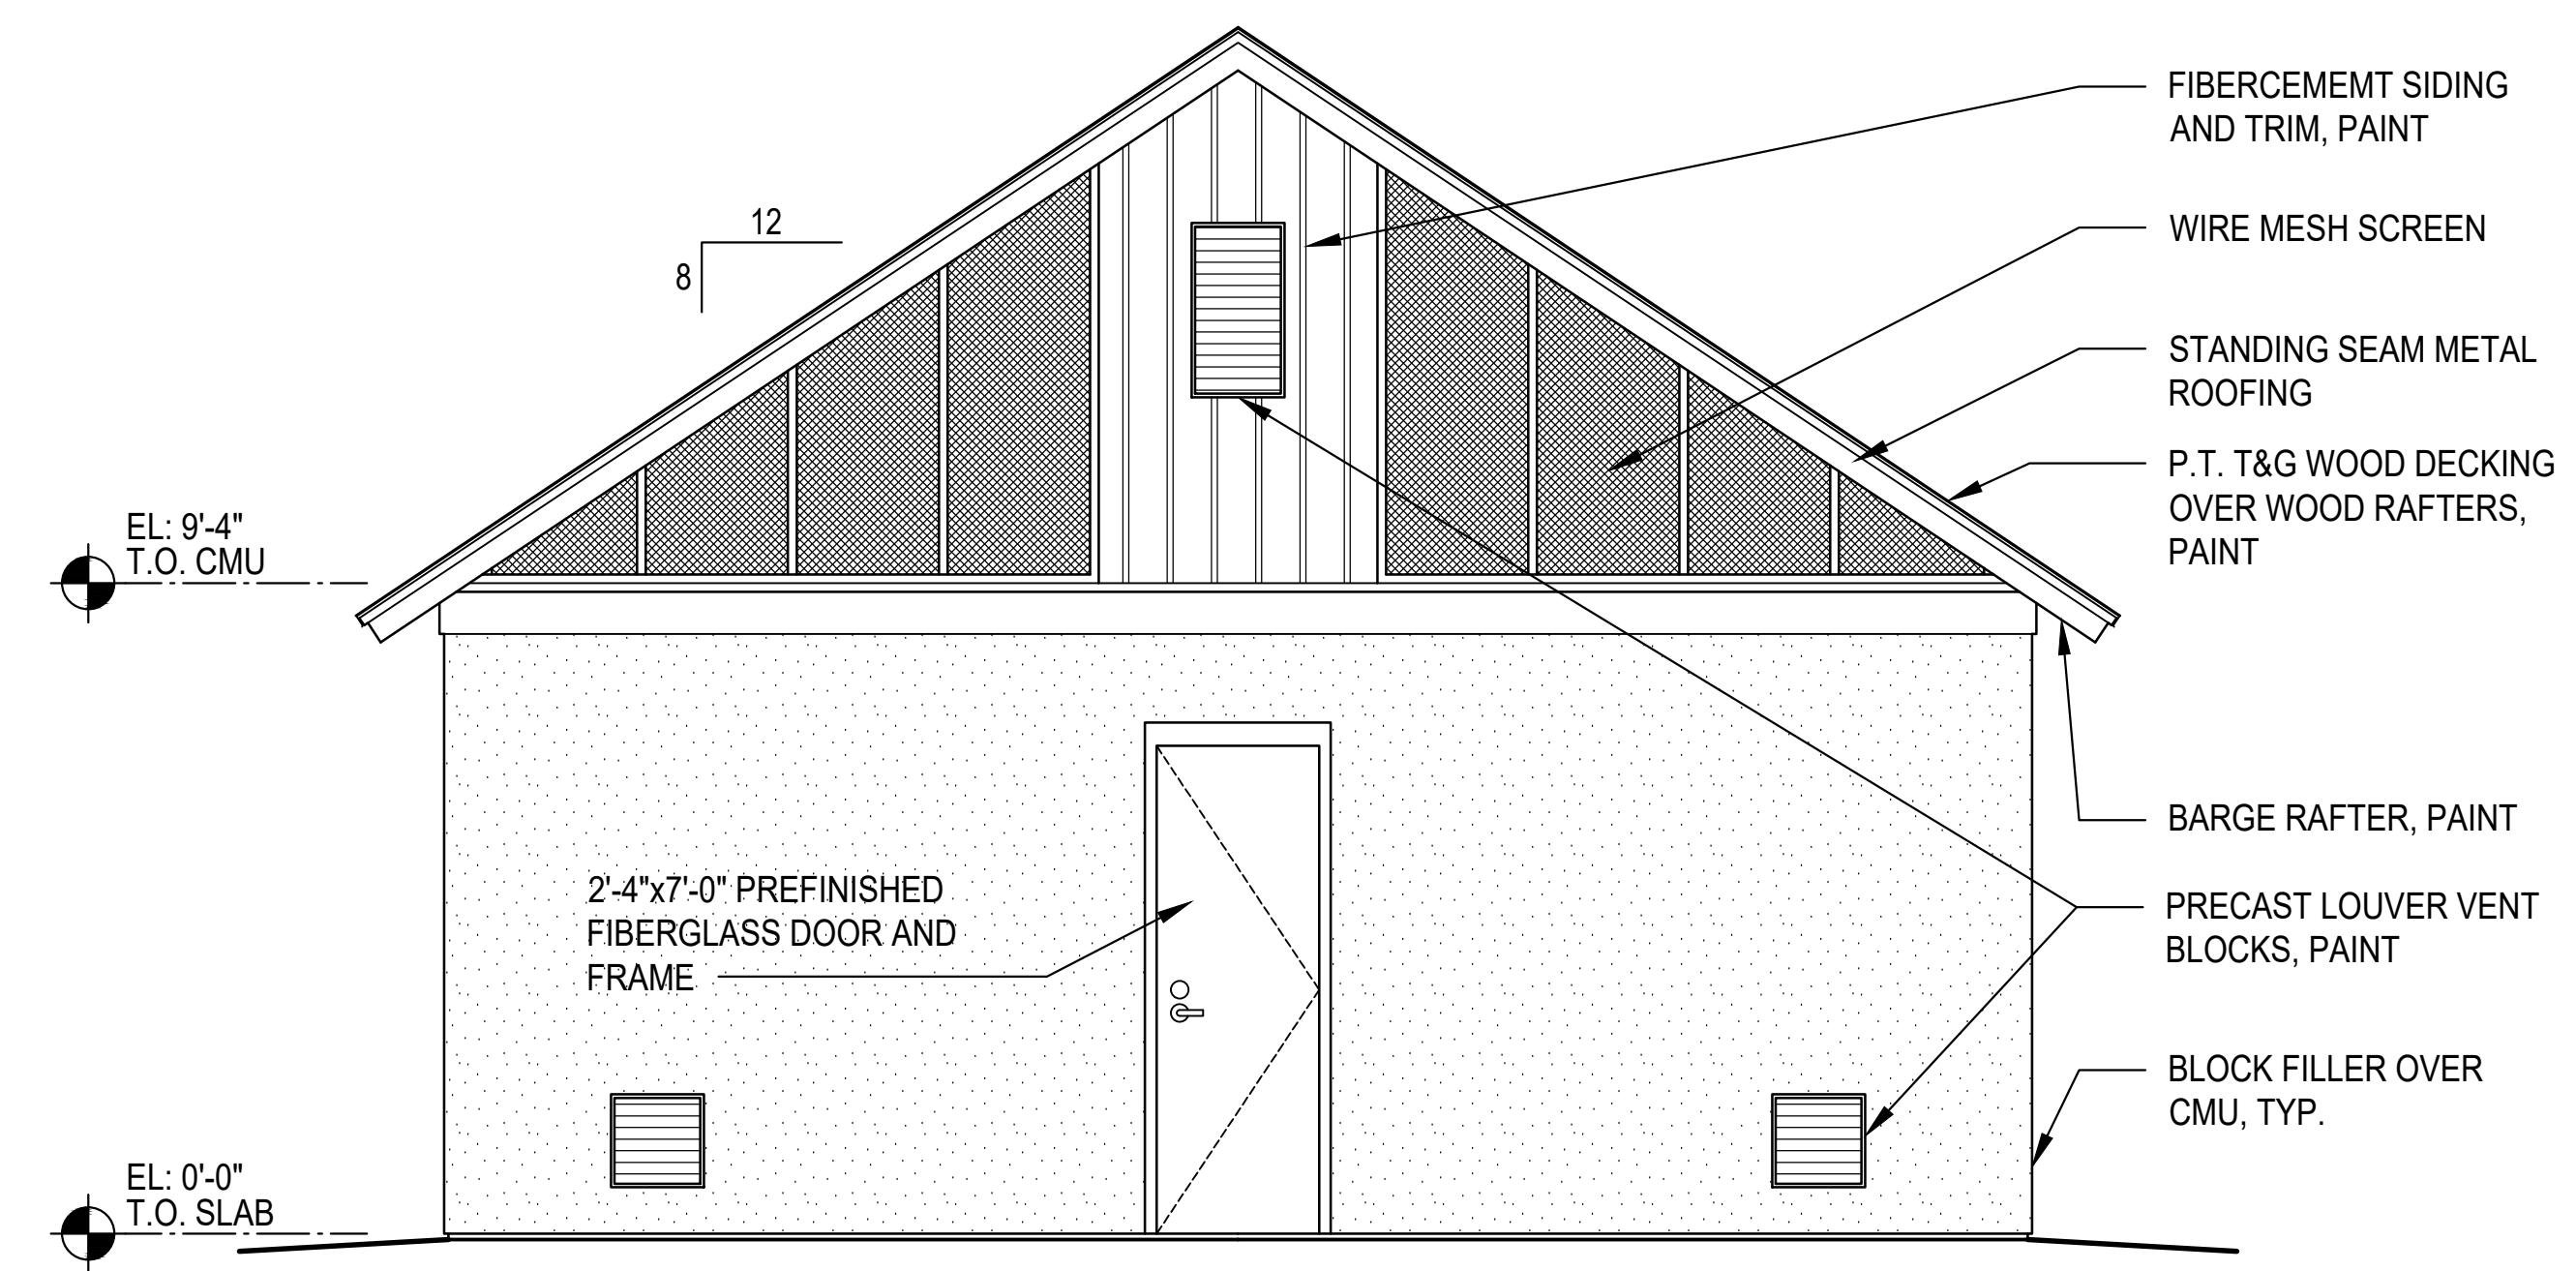 FIBERCEMEMT SIDING
AND TRIM, PAINT
12
8
WIRE MESH SCREEN
STANDING SEAM METAL
ROOFING
P.T. T&G WOOD DECKING
OVER WOOD RAFTERS,
PAINT
EL: 9'-4"
T.O. CMU
BARGE RAFTER, PAINT
2'-4"x7'-0" PREFINISHED
FIBERGLASS DOOR AND
FRAME
PRECAST LOUVER VENT
BLOCKS, PAINT
BLOCK FILLER OVER
CMU, TYP.
EL: 0'-0"
T.O. SLAB